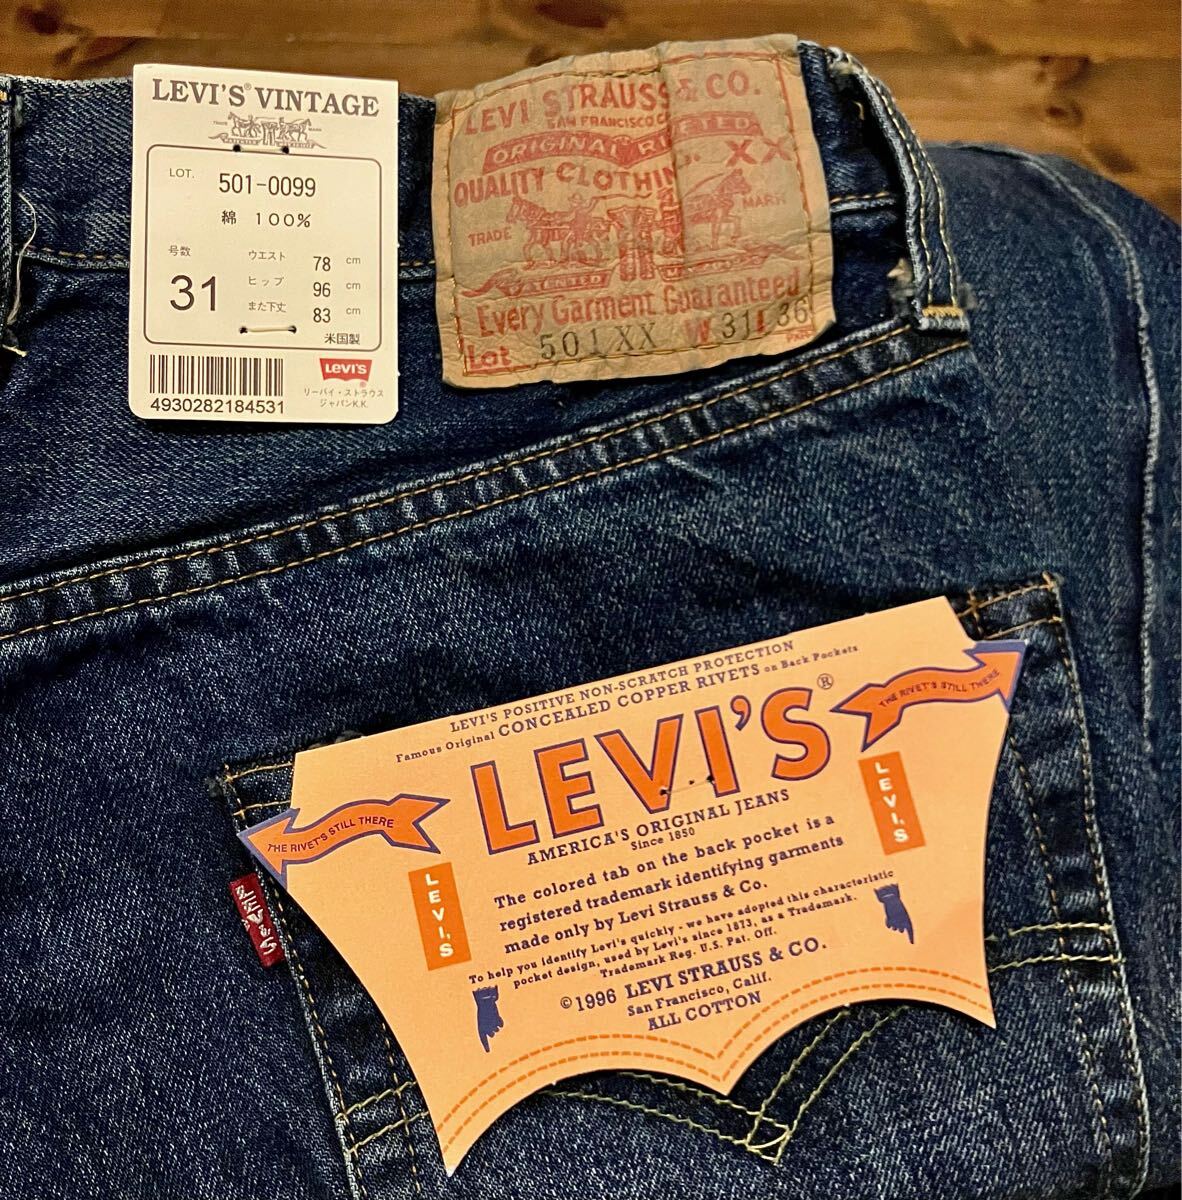 LEVI'S® VINTAGE
TRADE MARK
LOT. 501-0099
綿 100%
号数 31
ウエスト 78 cm
ヒップ 96 cm
また下丈 83 cm
米国製
LEVI'S ®
リーバイ・ストラウス
ジャパンK.K.
4930282184531
LEVI STRAUSS & CO.
SAN FRANCISCO
ORIGINAL
XX
QUALITY CLOTHIN
TRADE MARK
PATENTED
Every Garment Guaranteed
Lot 501XX W 31 L 36
LEVI'S POSITIVE NON-SCRATCH PROTECTION
Famous Original CONCEALED COPPER RIVETS on Back Pockets
LEVI'S®
THE RIVET'S STILL THERE
THE RIVET'S STILL THERE
AMERICA'S ORIGINAL JEANS
Since 1850
LEVI'S
LEVI'S
The colored tab on the back pocket is a
registered trademark identifying garments
made only by Levi Strauss & Co.
To help you identify Levi's quickly - we have adopted this characteristic
pocket design, used by Levi's since 1873, as a Trademark.
Trademark Reg. U.S. Pat. Off.
©1996 LEVI STRAUSS & CO.
San Francisco, Calif.
ALL COTTON
LEVI'S